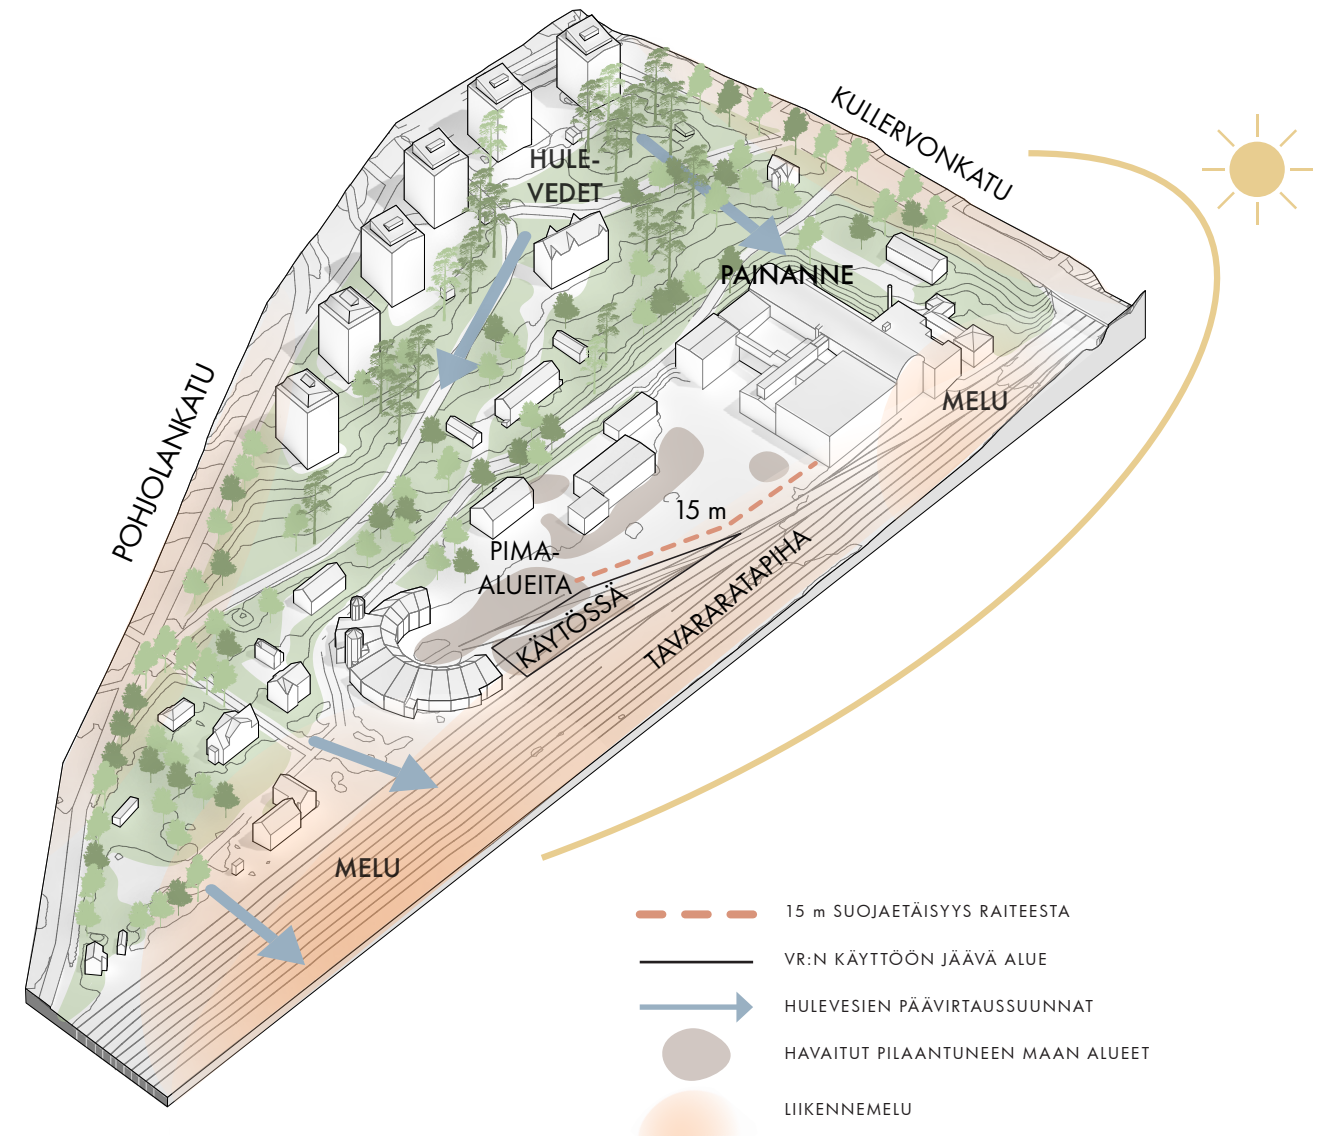 KULLERVONKATU
HULE-
VEDET
PAINANNE
POHJOLANKATU
MELU
15 m
PIMA-
ALUEITA
KÄYTÖSSÄ
TAVARARATAPIHA
MELU
15 m SUOJAETÄISYYS RAITEESTA
VR:N KÄYTTÖÖN JÄÄVÄ ALUE
HULEVESIEN PÄÄVIRTAUSSUUNNAT
HAVAITUT PILAANTUNEEN MAAN ALUEET
LIIKENNEMELU